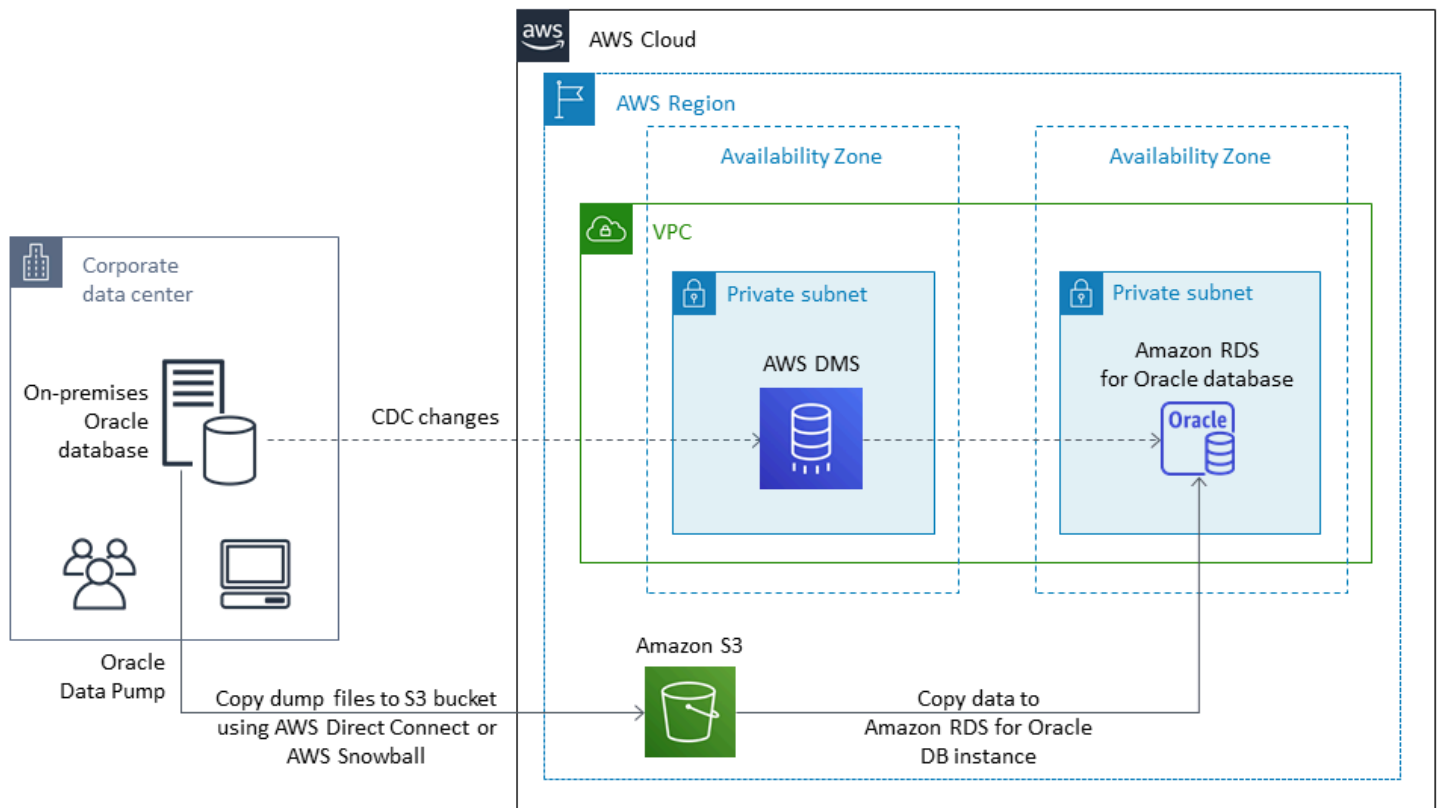 aws
AWS Cloud
AWS Region
Availability Zone
Availability Zone
VPC
Corporate
data center
Private subnet
Private subnet
On-premises
Oracle
database
CDC changes
AWS DMS
Amazon RDS
for Oracle database
Oracle
Oracle
Data Pump
Copy dump files to S3 bucket
using AWS Direct Connect or
AWS Snowball
Amazon S3
Copy data to
Amazon RDS for Oracle
DB instance